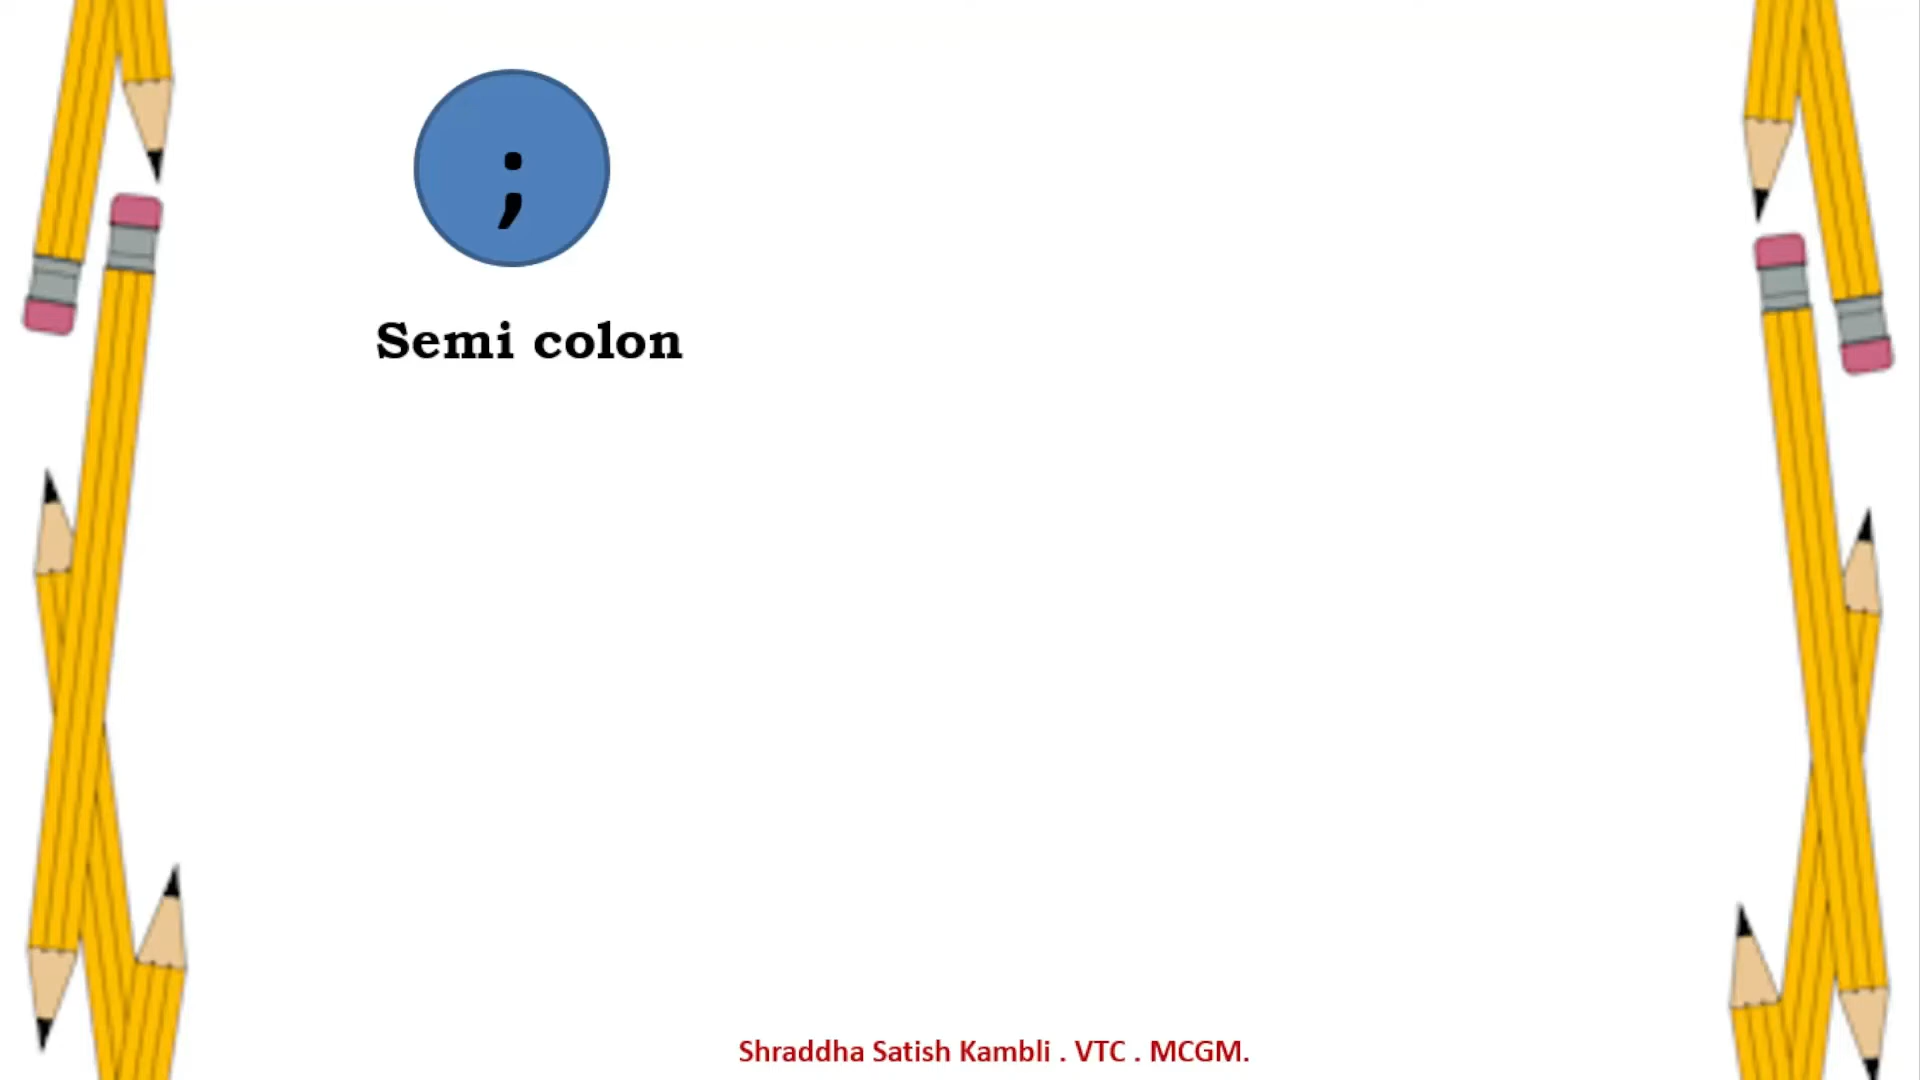 ;
Semi colon
Shraddha Satish Kambli . VTC . MCGM.